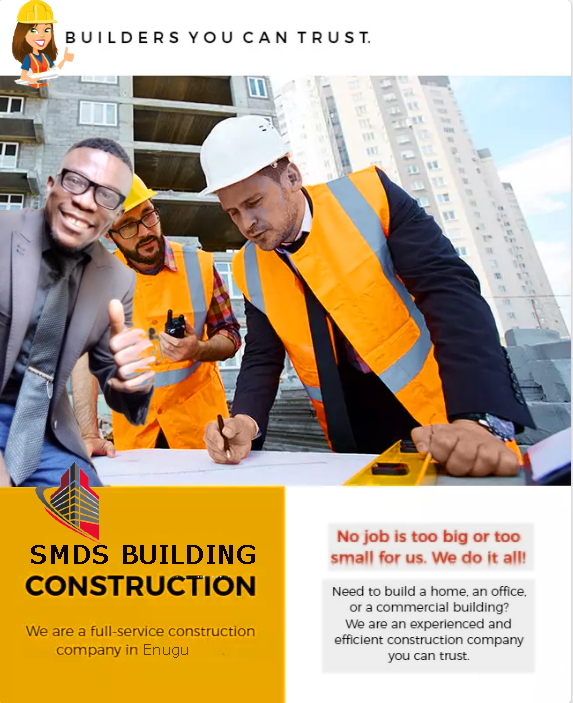 BUILDERS YOU CAN TRUST.
SMDS BUILDING
CONSTRUCTION
We are a full-service construction
company in Enugu
No job is too big or too
small for us. We do it all!
Need to build a home, an office,
or a commercial building?
We are an experienced and
efficient construction company
you can trust.